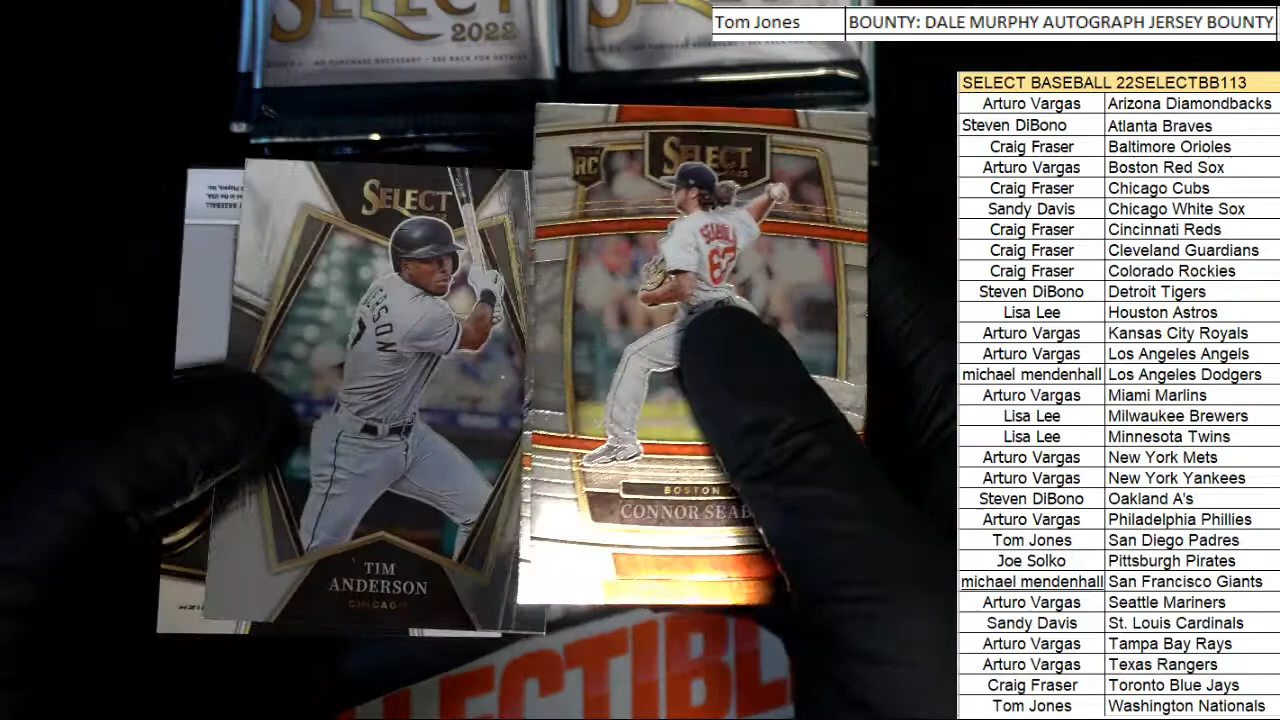 Tom Jones BOUNTY: DALE MURPHY AUTOGRAPH JERSEY BOUNTY
SELECT 2022
NO PURCHASE NECESSARY - SEE BACK FOR DETAILS
SELECT BASEBALL 22SELECTBB113
Arturo Vargas Arizona Diamondbacks
Steven DiBono Atlanta Braves
Craig Fraser Baltimore Orioles
Arturo Vargas Boston Red Sox
Craig Fraser Chicago Cubs
Sandy Davis Chicago White Sox
Craig Fraser Cincinnati Reds
Craig Fraser Cleveland Guardians
Craig Fraser Colorado Rockies
Steven DiBono Detroit Tigers
Lisa Lee Houston Astros
Arturo Vargas Kansas City Royals
Arturo Vargas Los Angeles Angels
michael mendenhall Los Angeles Dodgers
Arturo Vargas Miami Marlins
Lisa Lee Milwaukee Brewers
Lisa Lee Minnesota Twins
Arturo Vargas New York Mets
Arturo Vargas New York Yankees
Steven DiBono Oakland A's
Arturo Vargas Philadelphia Phillies
Tom Jones San Diego Padres
Joe Solko Pittsburgh Pirates
michael mendenhall San Francisco Giants
Arturo Vargas Seattle Mariners
Sandy Davis St. Louis Cardinals
Arturo Vargas Tampa Bay Rays
Arturo Vargas Texas Rangers
Craig Fraser Toronto Blue Jays
Tom Jones Washington Nationals
SELECT
TIM
ANDERSON
CHICAGO
RC
SELECT
2022
BOSTON
CONNOR SEAB